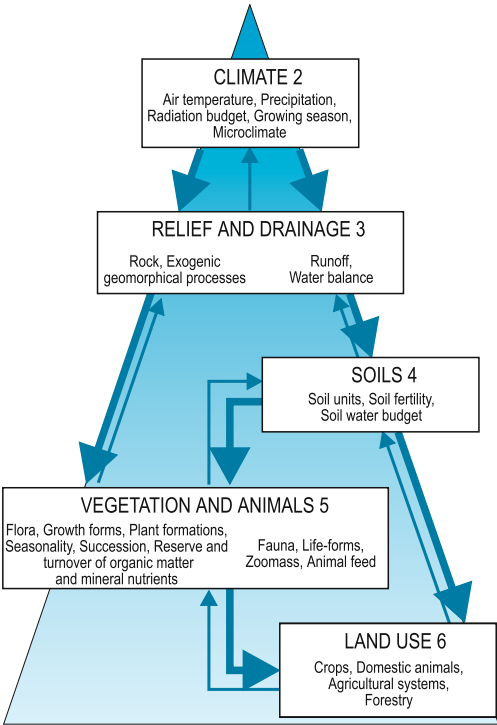 CLIMATE 2
Air temperature, Precipitation,
Radiation budget, Growing season,
Microclimate
RELIEF AND DRAINAGE 3
Rock, Exogenic
geomorphical processes
Runoff,
Water balance
SOILS 4
Soil units, Soil fertility,
Soil water budget
VEGETATION AND ANIMALS 5
Flora, Growth forms, Plant formations,
Seasonality, Succession, Reserve and
turnover of organic matter
and mineral nutrients
Fauna, Life-forms,
Zoomass, Animal feed
LAND USE 6
Crops, Domestic animals,
Agricultural systems,
Forestry